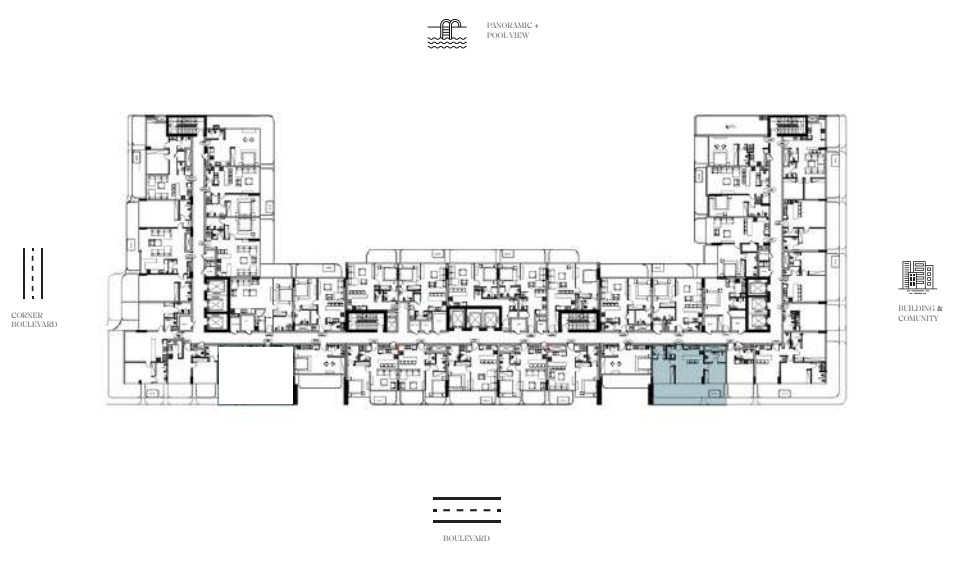 PANORAMIC +
POOL VIEW
CORNER
BOULEVARD
BUILDING &
COMUNITY
BOULEVARD